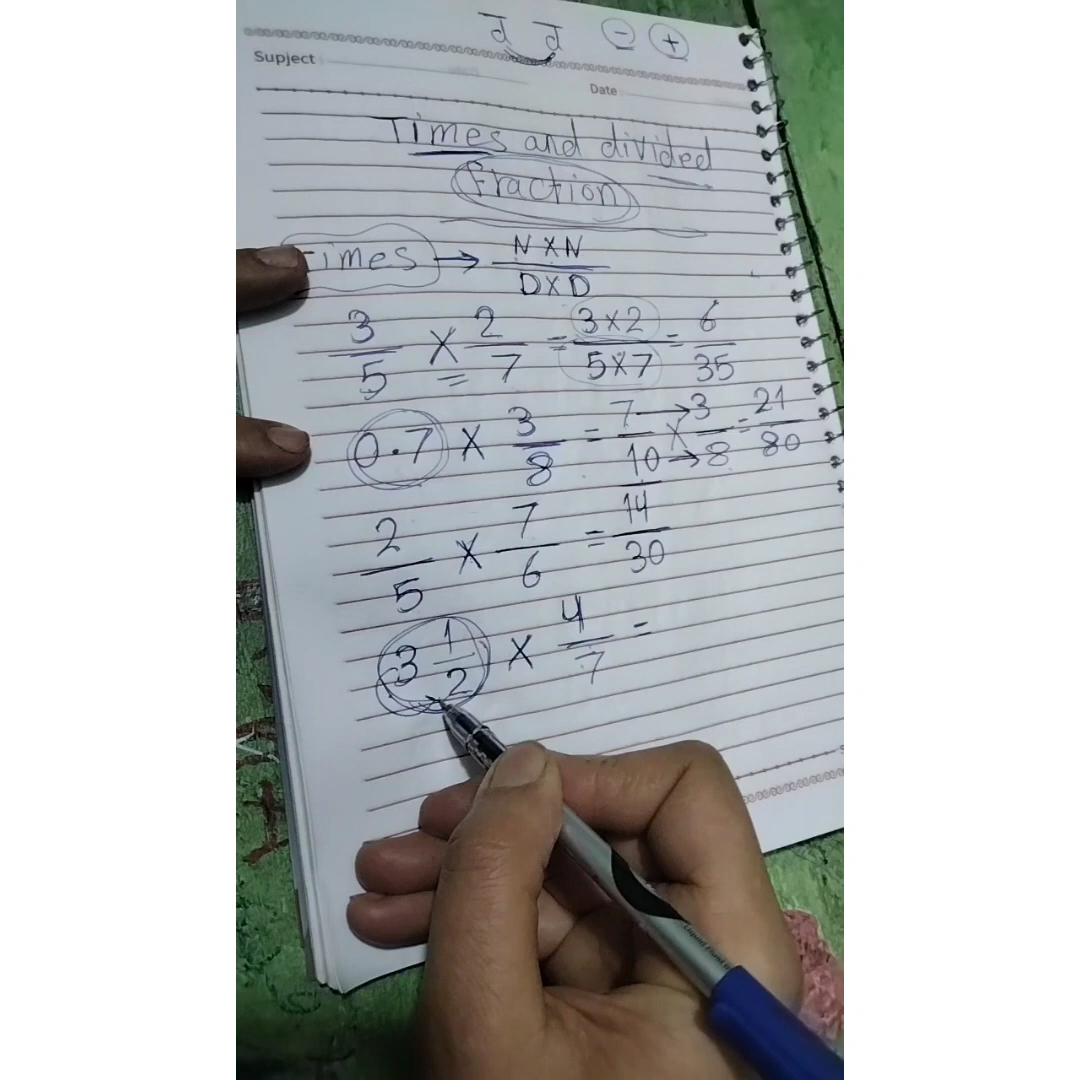 J J - +
Supject
Date
Times and divided
fraction
Times → N X N / D X D
3/5 X 2/7 = 3 x 2 / 5 x 7 = 6/35
0.7 X 3/8 = 7/10 → X → 3/8 = 21/80
2/5 X 7/6 = 14/30
3 1/2 X 4/7 =